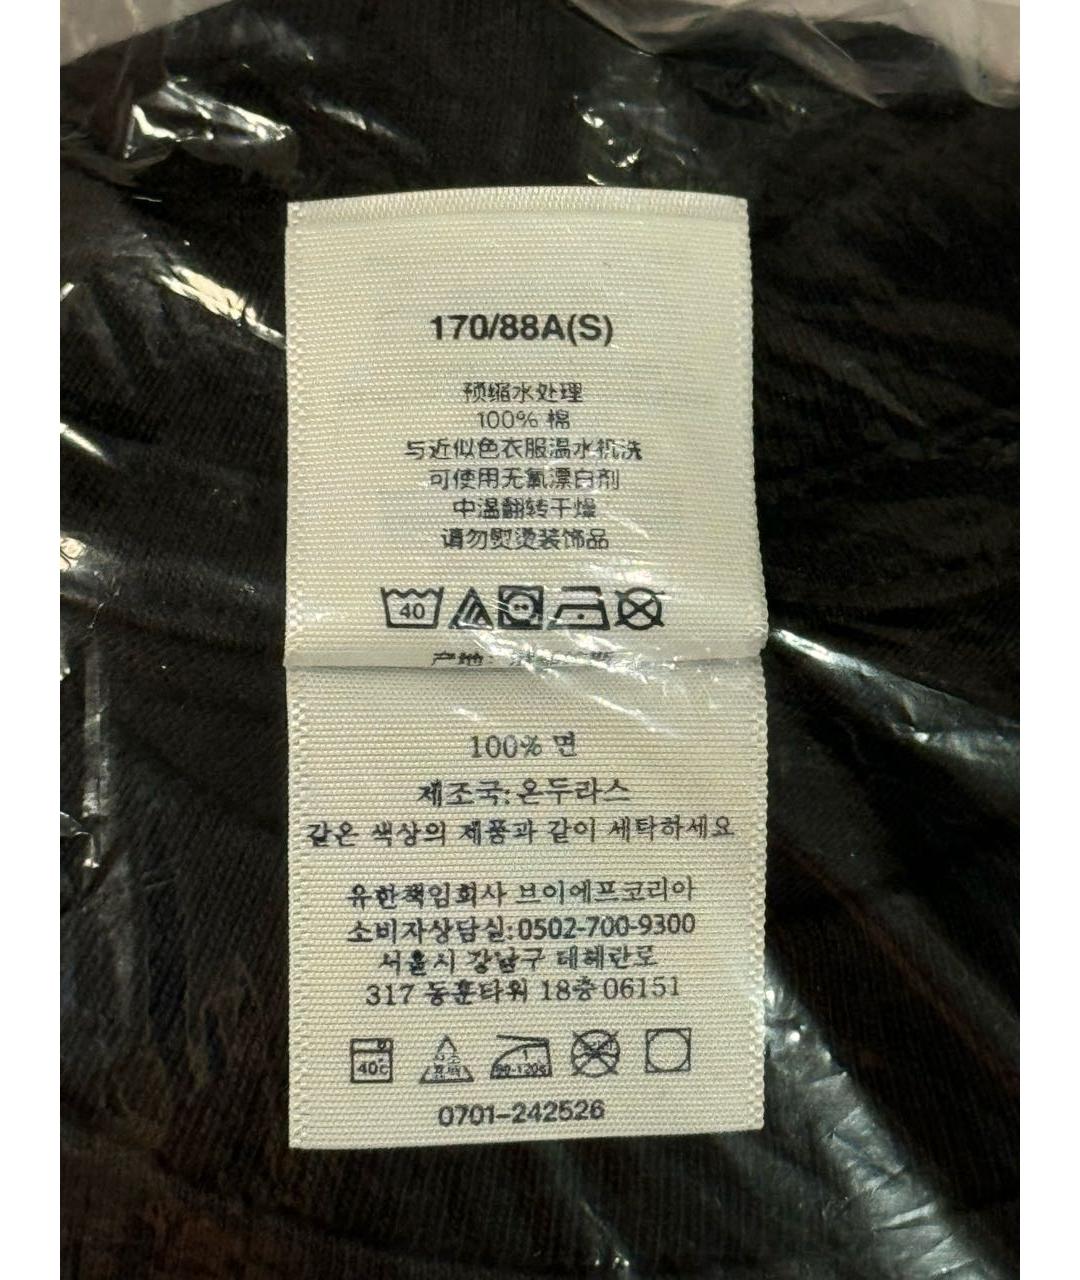 170/88A(S)
预缩水处理
100% 棉
与近似色衣服温水机洗
可使用无氧漂白剂
中温翻转干燥
请勿熨烫装饰品
40
产地:
100% 면
제조국: 온두라스
같은 색상의 제품과 같이 세탁하세요
유한책임회사 브이에프코리아
소비자상담실:0502-700-9300
서울시 강남구 테헤란로
317 동훈타워 18층 06151
40c
0701-242526